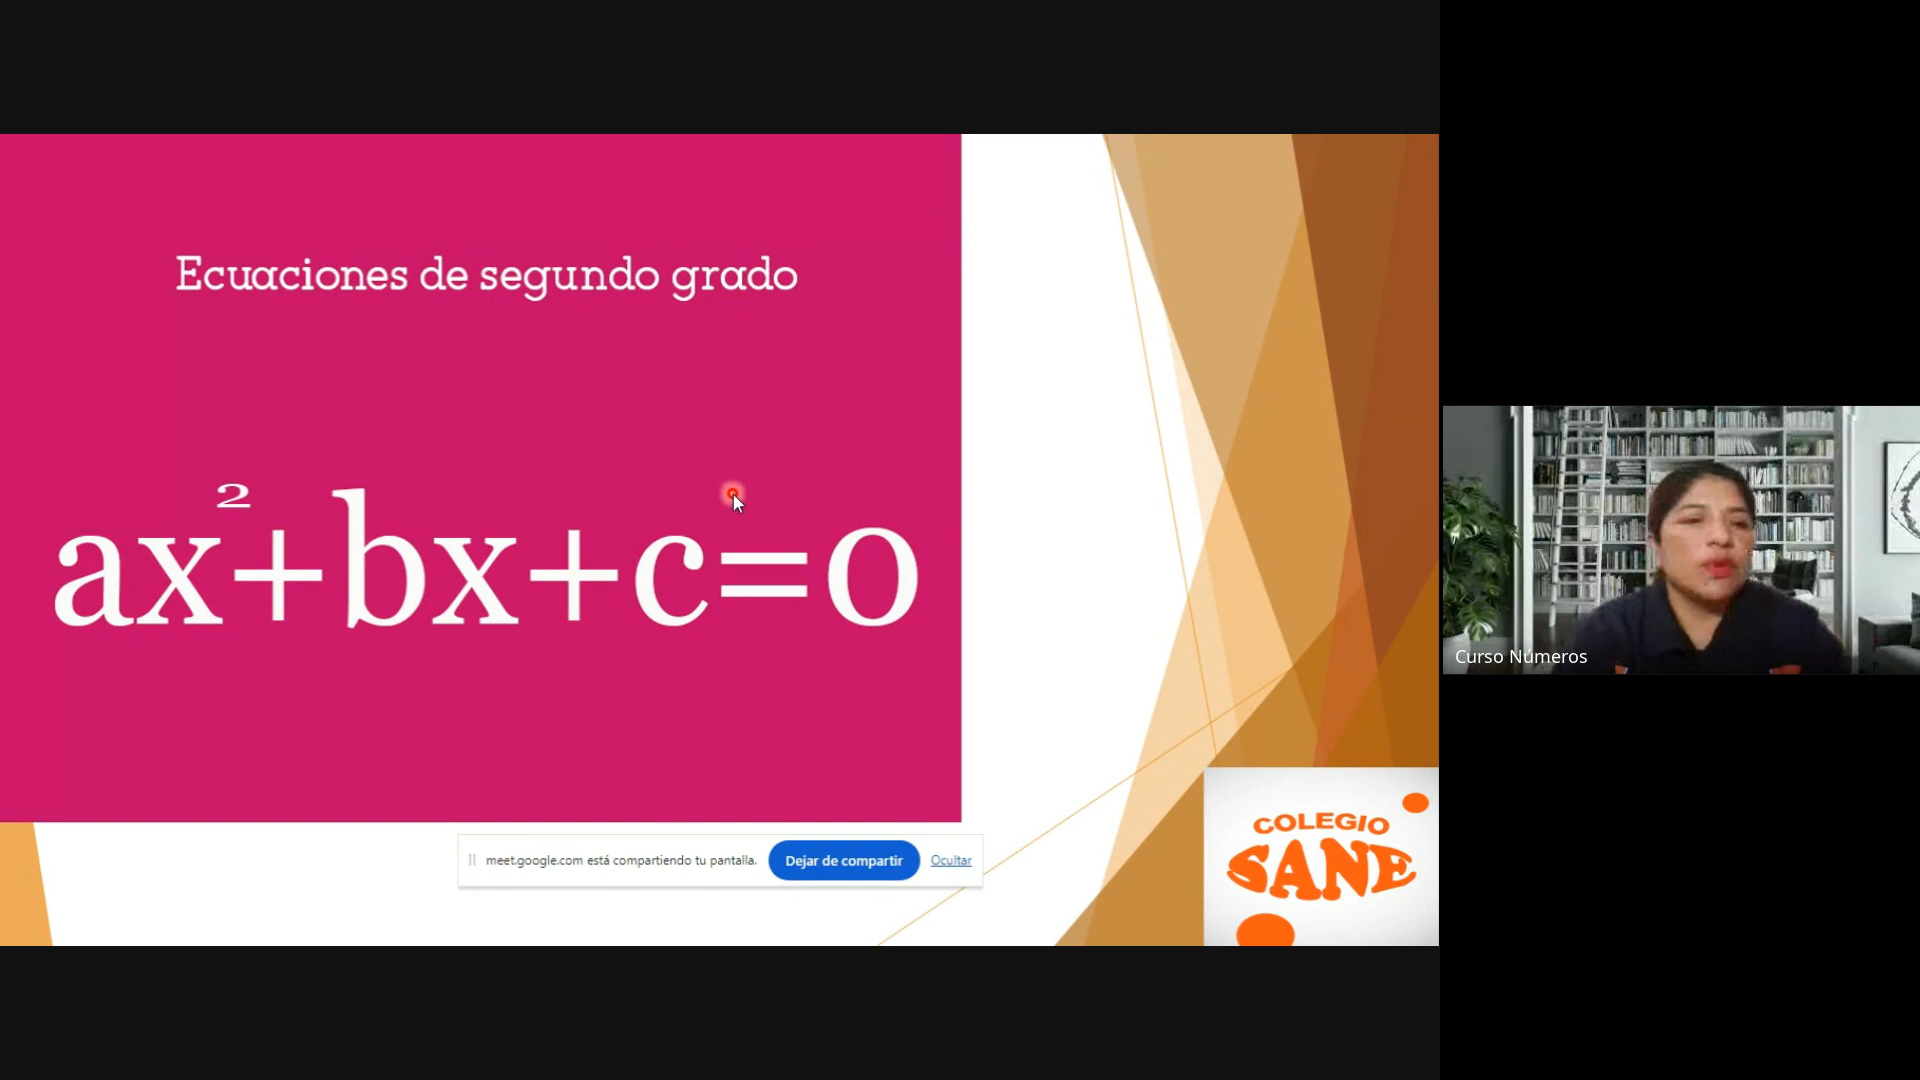 Ecuaciones de segundo grado
ax²+bx+c=0
meet.google.com está compartiendo tu pantalla. Dejar de compartir Ocultar
COLEGIO
SANE
Curso Números